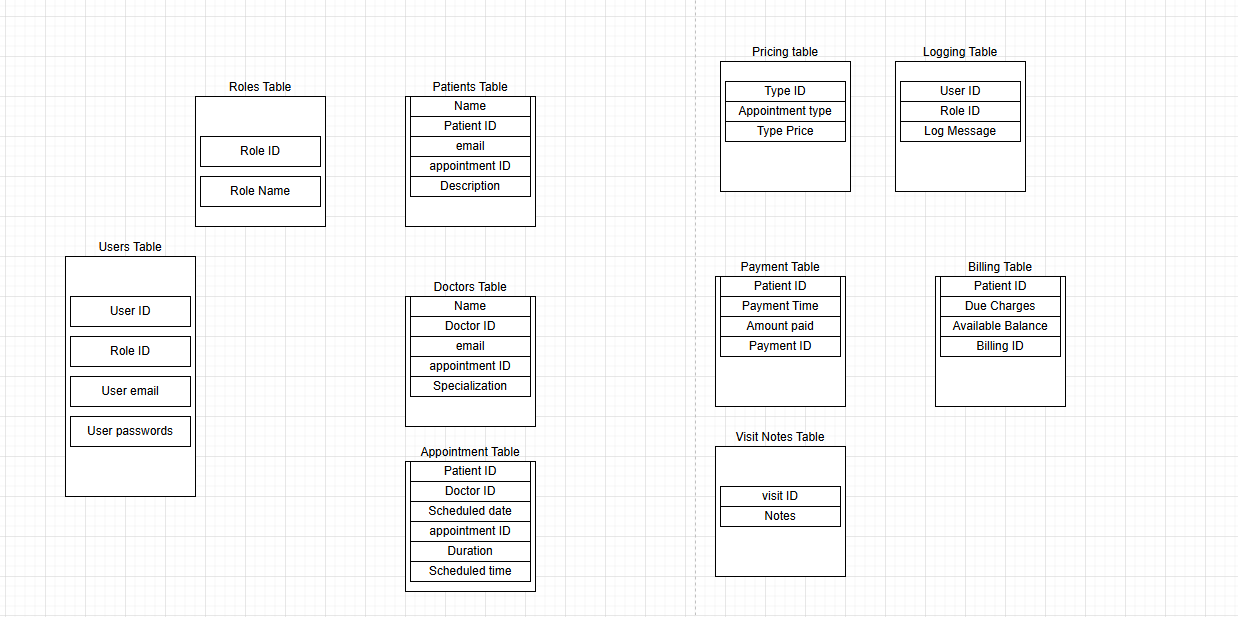 Roles Table
Role ID
Role Name
Users Table
User ID
Role ID
User email
User passwords
Patients Table
Name
Patient ID
email
appointment ID
Description
Doctors Table
Name
Doctor ID
email
appointment ID
Specialization
Appointment Table
Patient ID
Doctor ID
Scheduled date
appointment ID
Duration
Scheduled time
Pricing table
Type ID
Appointment type
Type Price
Logging Table
User ID
Role ID
Log Message
Payment Table
Patient ID
Payment Time
Amount paid
Payment ID
Billing Table
Patient ID
Due Charges
Available Balance
Billing ID
Visit Notes Table
visit ID
Notes